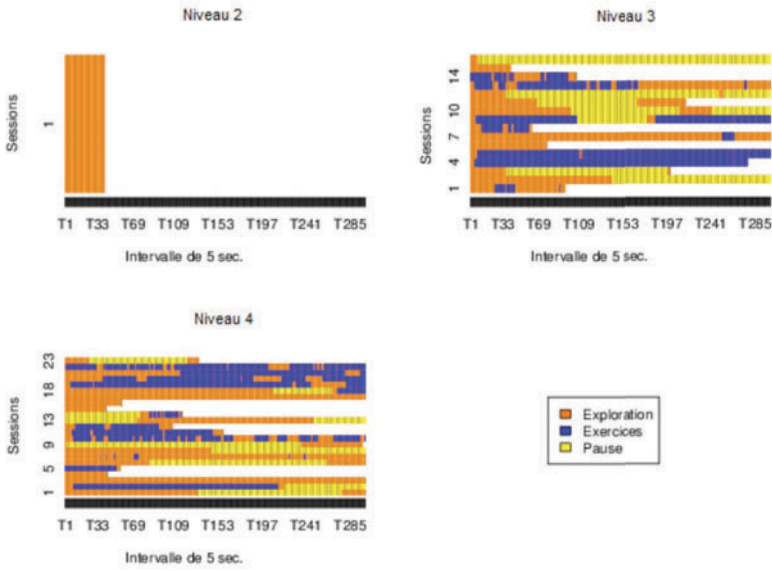 Niveau 2
Sessions
1
T1 T33 T69 T109 T153 T197 T241 T285
Intervalle de 5 sec.
Niveau 3
Sessions
14
10
7
4
1
T1 T33 T69 T109 T153 T197 T241 T285
Intervalle de 5 sec.
Niveau 4
Sessions
23
18
13
9
5
1
T1 T33 T69 T109 T153 T197 T241 T285
Intervalle de 5 sec.
Exploration
Exercices
Pause